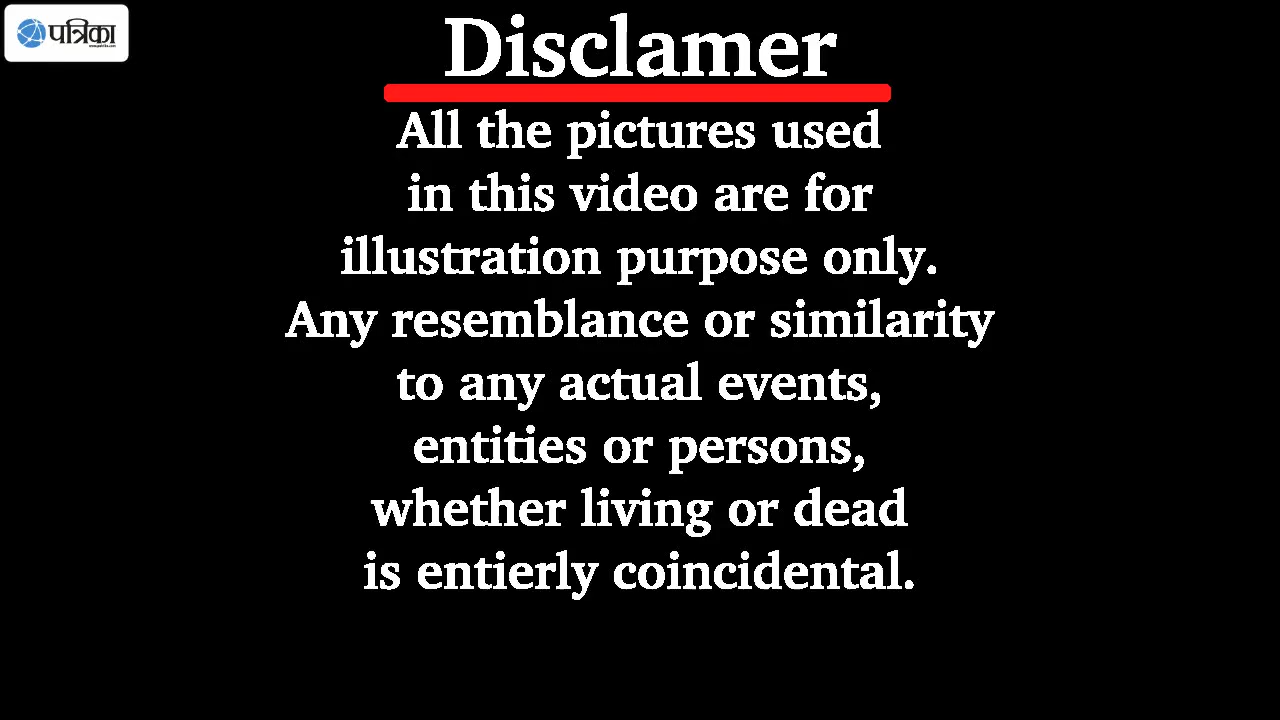 पत्रिका
Disclamer
All the pictures used
in this video are for
illustration purpose only.
Any resemblance or similarity
to any actual events,
entities or persons,
whether living or dead
is entierly coincidental.